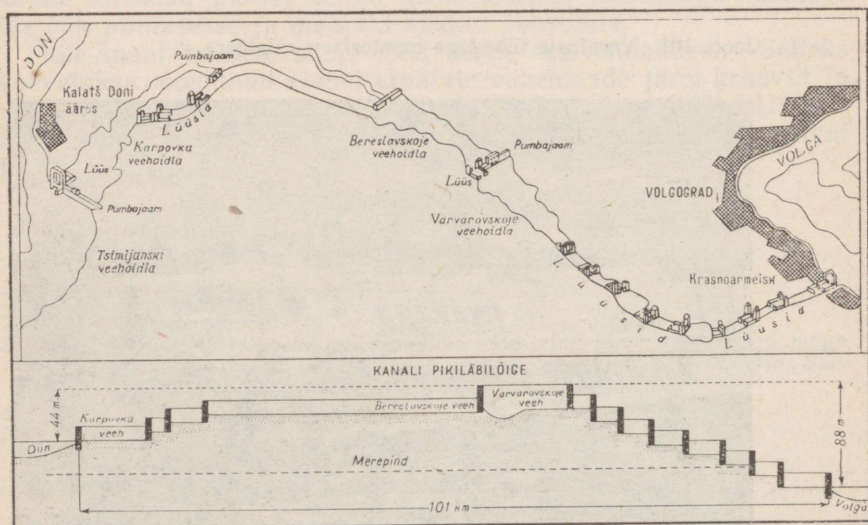 DON
Kalatš Doni
ääres
Pumbajaam
Lüüsid
Karpovka
veehoidla
Lüüs
Pumbajaam
Tsimljanski
veehoidla
Bereslavskoje
veehoidla
Pumbajaam
Lüüs
Varvarovskoje
veehoidla
Lüüsid
VOLGOGRAD
VOLGA
Krasnoarmeisk
Lüüsid
KANALI PIKILÄBILÕIGE
44 m
Karpovka
veeh
Don
Bereslavskoje veeh
Varvarovskoje
veeh
88 m
Merepind
101 km
Volga